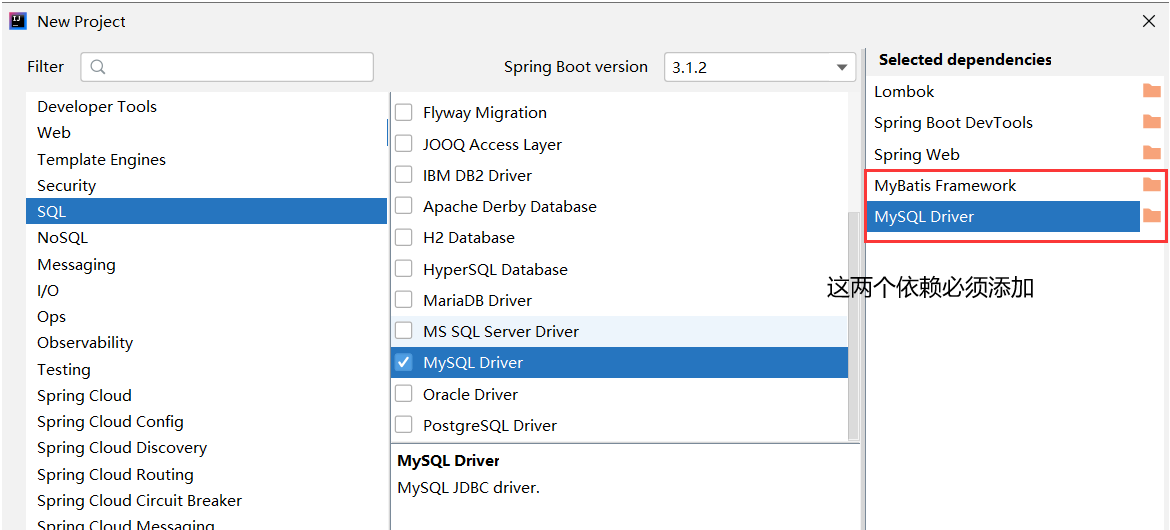 New Project
Filter
Spring Boot version
3.1.2
Developer Tools
Web
Template Engines
Security
SQL
NoSQL
Messaging
I/O
Ops
Observability
Testing
Spring Cloud
Spring Cloud Config
Spring Cloud Discovery
Spring Cloud Routing
Spring Cloud Circuit Breaker
Spring Cloud Messaging
Flyway Migration
JOOQ Access Layer
IBM DB2 Driver
Apache Derby Database
H2 Database
HyperSQL Database
MariaDB Driver
MS SQL Server Driver
MySQL Driver
Oracle Driver
PostgreSQL Driver
MySQL Driver
MySQL JDBC driver.
Selected dependencies
Lombok
Spring Boot DevTools
Spring Web
MyBatis Framework
MySQL Driver
这两个依赖必须添加